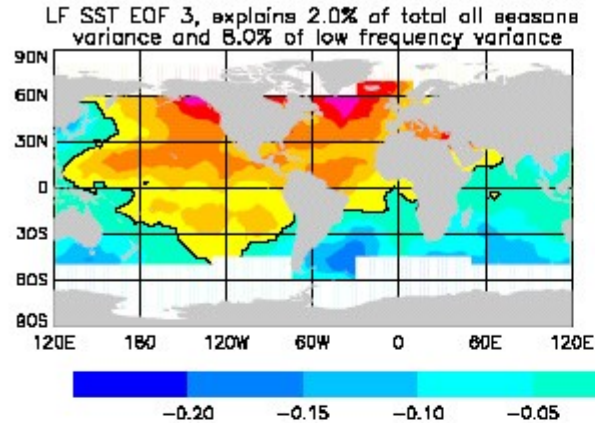 LF SST EOF 3, explains 2.0% of total all seasons
variance and 8.0% of low frequency variance
90N
60N
30N
0
30S
60S
90S
120E 180 120W 60W 0 60E 120E
-0.20 -0.15 -0.10 -0.05